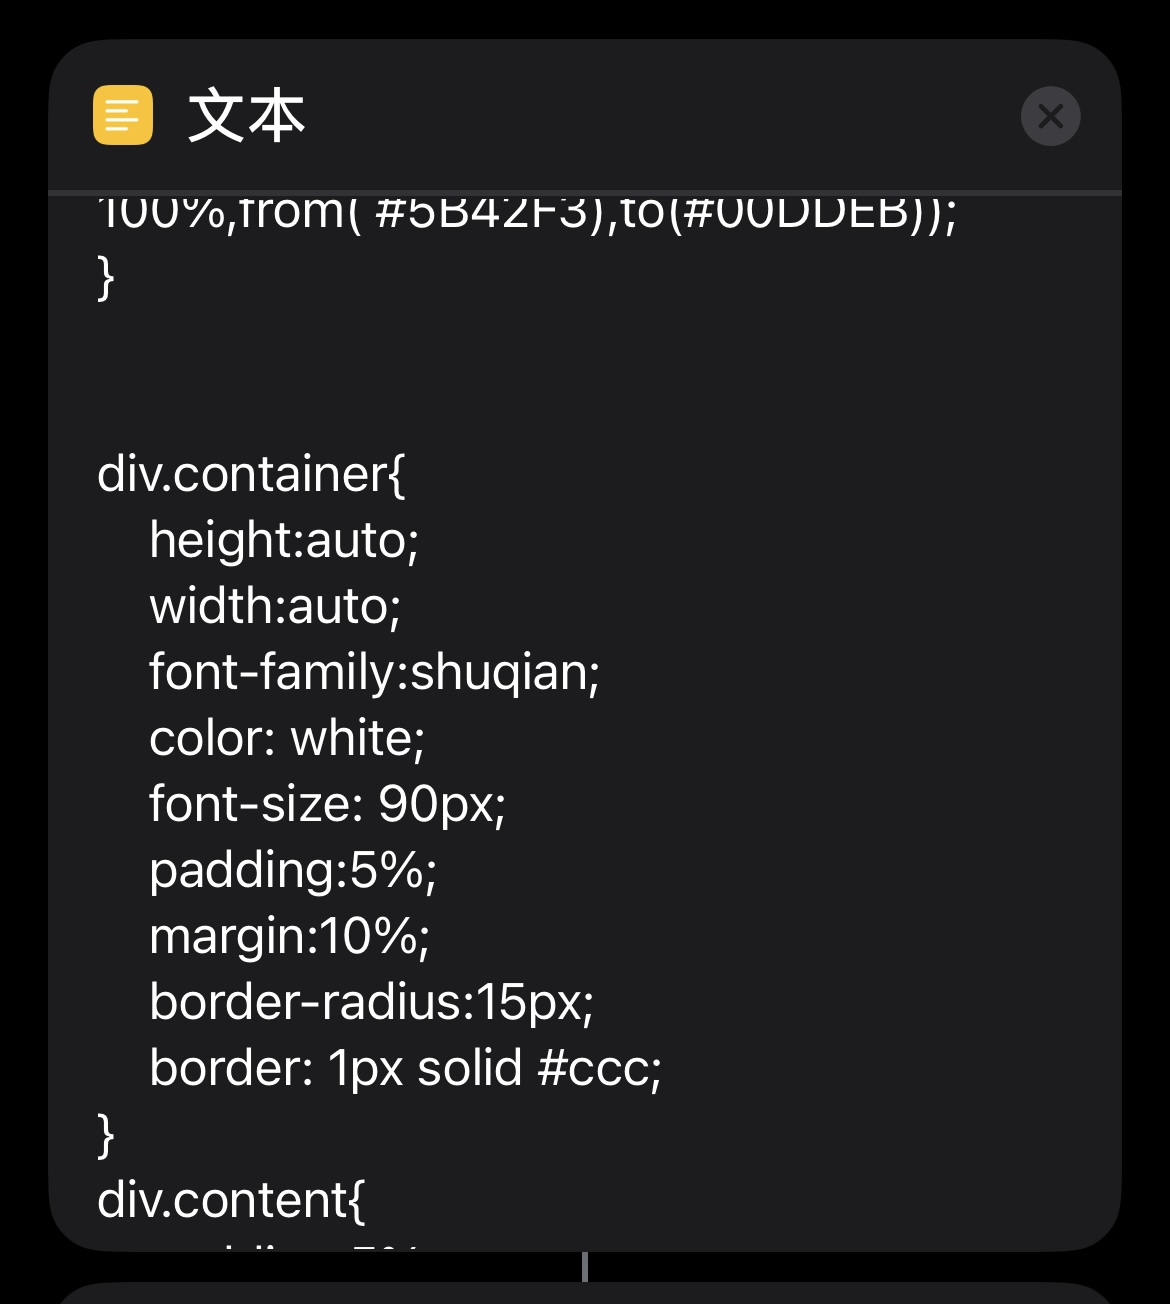 文本
100%,from( #5B42F3),to(#00DDEB));
}
div.container{
height:auto;
width:auto;
font-family:shuqian;
color: white;
font-size: 90px;
padding:5%;
margin:10%;
border-radius:15px;
border: 1px solid #ccc;
}
div.content{